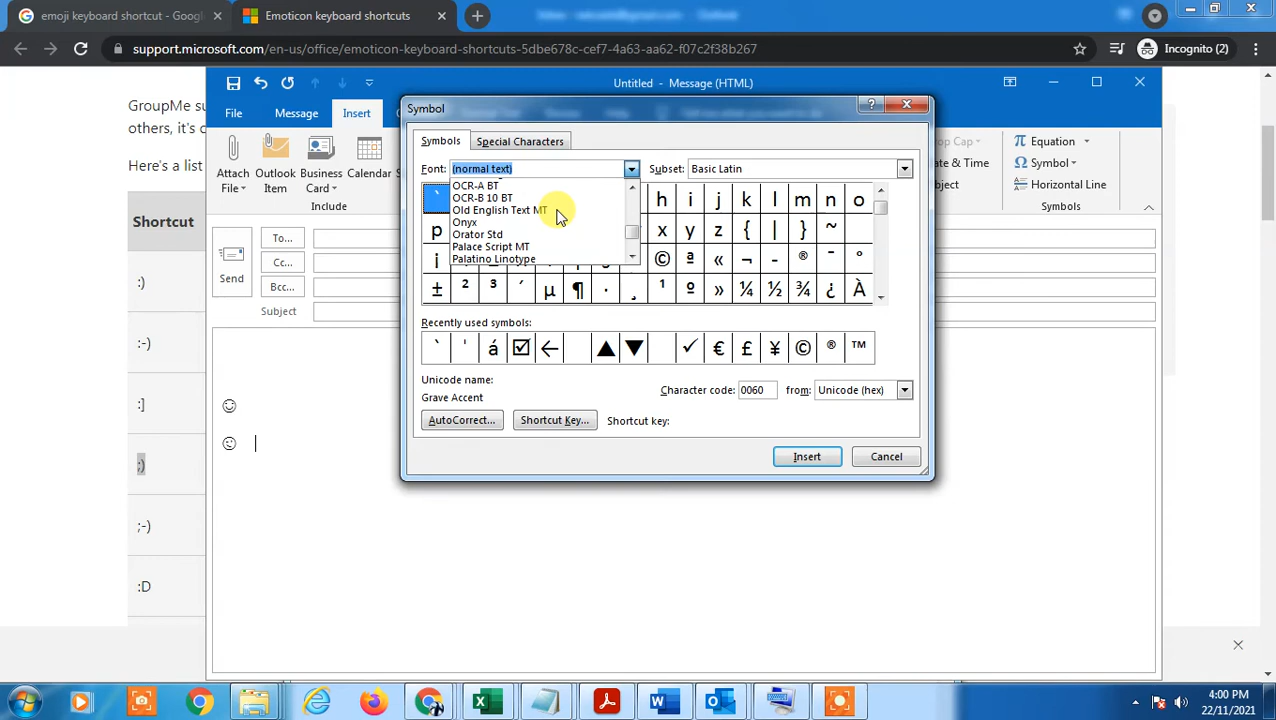 emoji keyboard shortcut - Google
Emoticon keyboard shortcuts
support.microsoft.com/en-us/office/emoticon-keyboard-shortcuts-5dbe678c-cef7-4a63-aa62-f07c2f38b267
Incognito (2)
GroupMe su
others, it's c
Here's a list
Shortcut
:)
:-)
:]
;)
;-)
:D
Untitled - Message (HTML)
File
Message
Insert
Attach
File
Outlook
Item
Business
Card
Calendar
Include
Drop Cap
Date & Time
Equation
Symbol
Horizontal Line
Symbols
Send
To...
Cc...
Bcc...
Subject
☺
Symbol
?
Symbols
Special Characters
Font:
(normal text)
Subset:
Basic Latin
OCR-A BT
OCR-B 10 BT
Old English Text MT
Onyx
Orator Std
Palace Script MT
Palatino Linotype
` h i j k l m n o
p x y z { | } ~
¡ © ª « ¬ - ® ¯ °
± ² ³ ´ µ ¶ · ¸ ¹ º » ¼ ½ ¾ ¿ À
Recently used symbols:
` ' á ☑ ← ▲ ▼ ✓ € £ ¥ © ® ™
Unicode name:
Grave Accent
Character code:
0060
from:
Unicode (hex)
AutoCorrect...
Shortcut Key...
Shortcut key:
Insert
Cancel
4:00 PM
22/11/2021